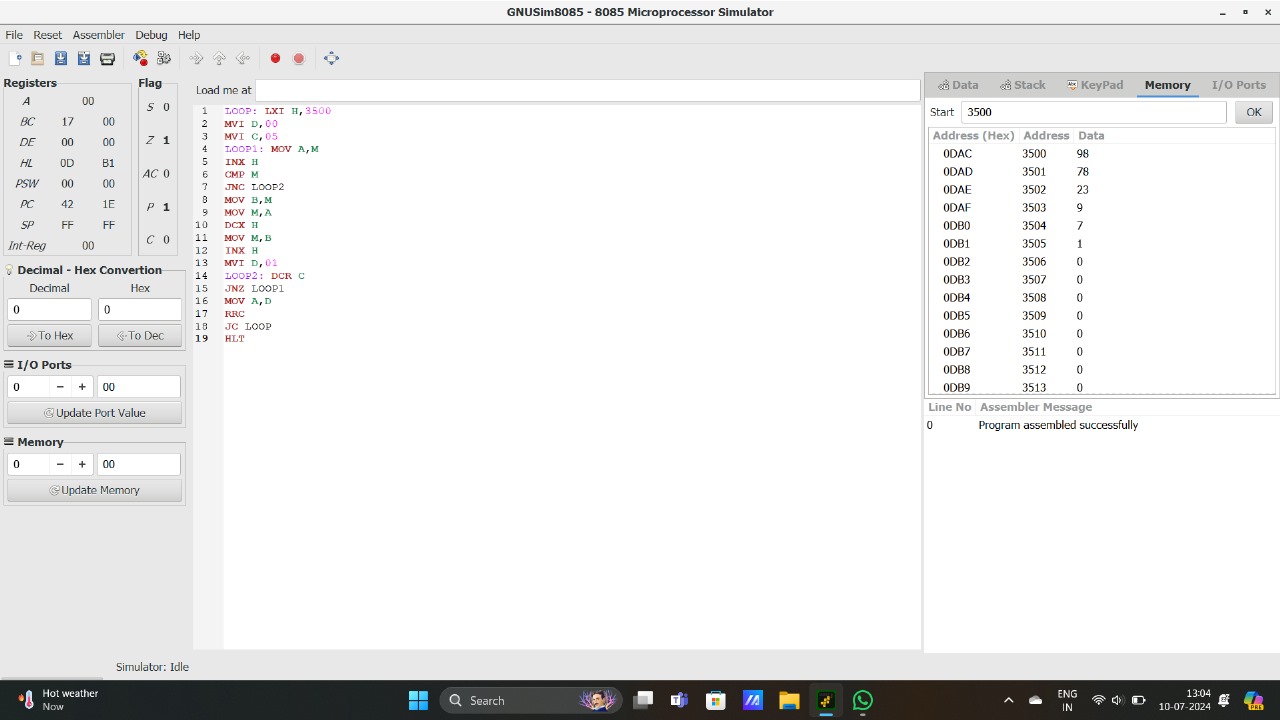 GNUSim8085 - 8085 Microprocessor Simulator
File Reset Assembler Debug Help
Registers
A 00
BC 17 00
DE 00 00
HL 0D B1
PSW 00 00
PC 42 1E
SP FF FF
Int-Reg 00
Flag
S 0
Z 1
AC 0
P 1
C 0
Decimal - Hex Convertion
Decimal Hex
0 0
To Hex To Dec
I/O Ports
0 − + 00
Update Port Value
Memory
0 − + 00
Update Memory
Load me at
1 LOOP: LXI H,3500
2 MVI D,00
3 MVI C,05
4 LOOP1: MOV A,M
5 INX H
6 CMP M
7 JNC LOOP2
8 MOV B,M
9 MOV M,A
10 DCX H
11 MOV M,B
12 INX H
13 MVI D,01
14 LOOP2: DCR C
15 JNZ LOOP1
16 MOV A,D
17 RRC
18 JC LOOP
19 HLT
Data Stack KeyPad Memory I/O Ports
Start 3500 OK
Address (Hex) Address Data
0DAC 3500 98
0DAD 3501 78
0DAE 3502 23
0DAF 3503 9
0DB0 3504 7
0DB1 3505 1
0DB2 3506 0
0DB3 3507 0
0DB4 3508 0
0DB5 3509 0
0DB6 3510 0
0DB7 3511 0
0DB8 3512 0
0DB9 3513 0
Line No Assembler Message
0 Program assembled successfully
Simulator: Idle
Hot weather
Now
Search
ENG
IN
13:04
10-07-2024
PRE